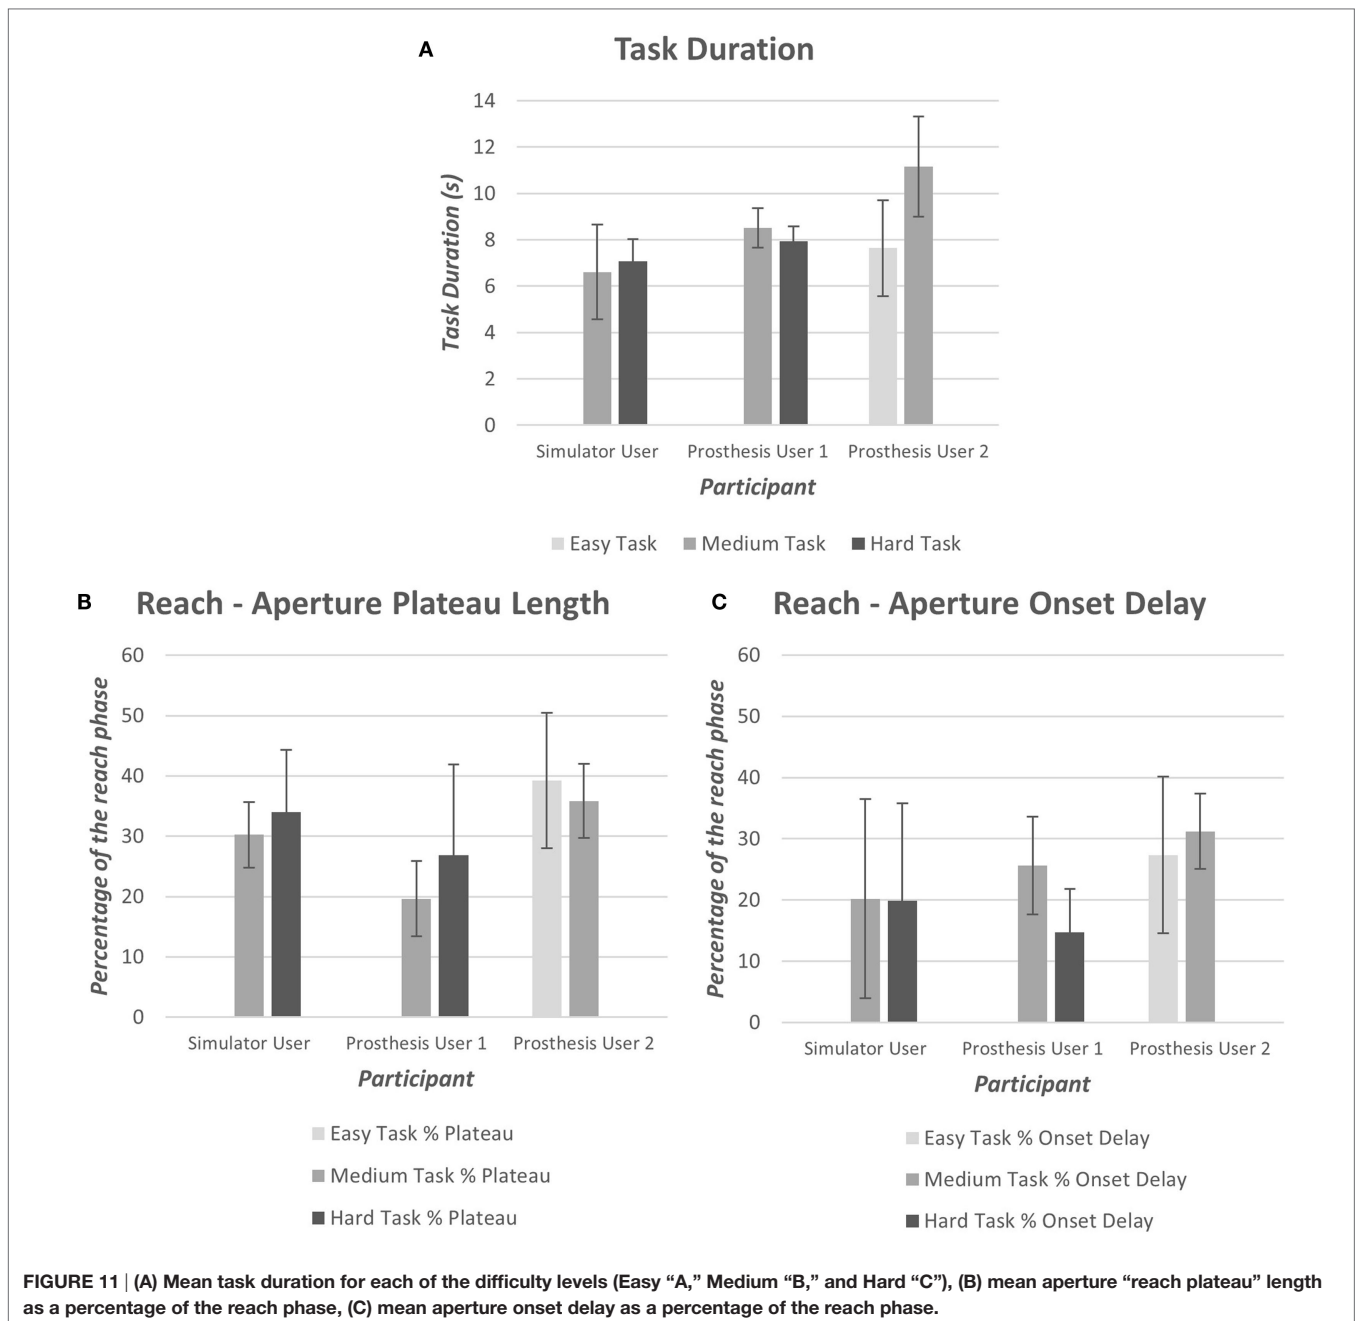 A
Task Duration
14
12
10
8
6
4
2
0
Task Duration (s)
Simulator User
Prosthesis User 1
Prosthesis User 2
Participant
Easy Task
Medium Task
Hard Task
B
Reach - Aperture Plateau Length
60
50
40
30
20
10
0
Percentage of the reach phase
Simulator User
Prosthesis User 1
Prosthesis User 2
Participant
Easy Task % Plateau
Medium Task % Plateau
Hard Task % Plateau
C
Reach - Aperture Onset Delay
60
50
40
30
20
10
0
Percentage of the reach phase
Simulator User
Prosthesis User 1
Prosthesis User 2
Participant
Easy Task % Onset Delay
Medium Task % Onset Delay
Hard Task % Onset Delay
FIGURE 11 | (A) Mean task duration for each of the difficulty levels (Easy “A,” Medium “B,” and Hard “C”), (B) mean aperture “reach plateau” length
as a percentage of the reach phase, (C) mean aperture onset delay as a percentage of the reach phase.